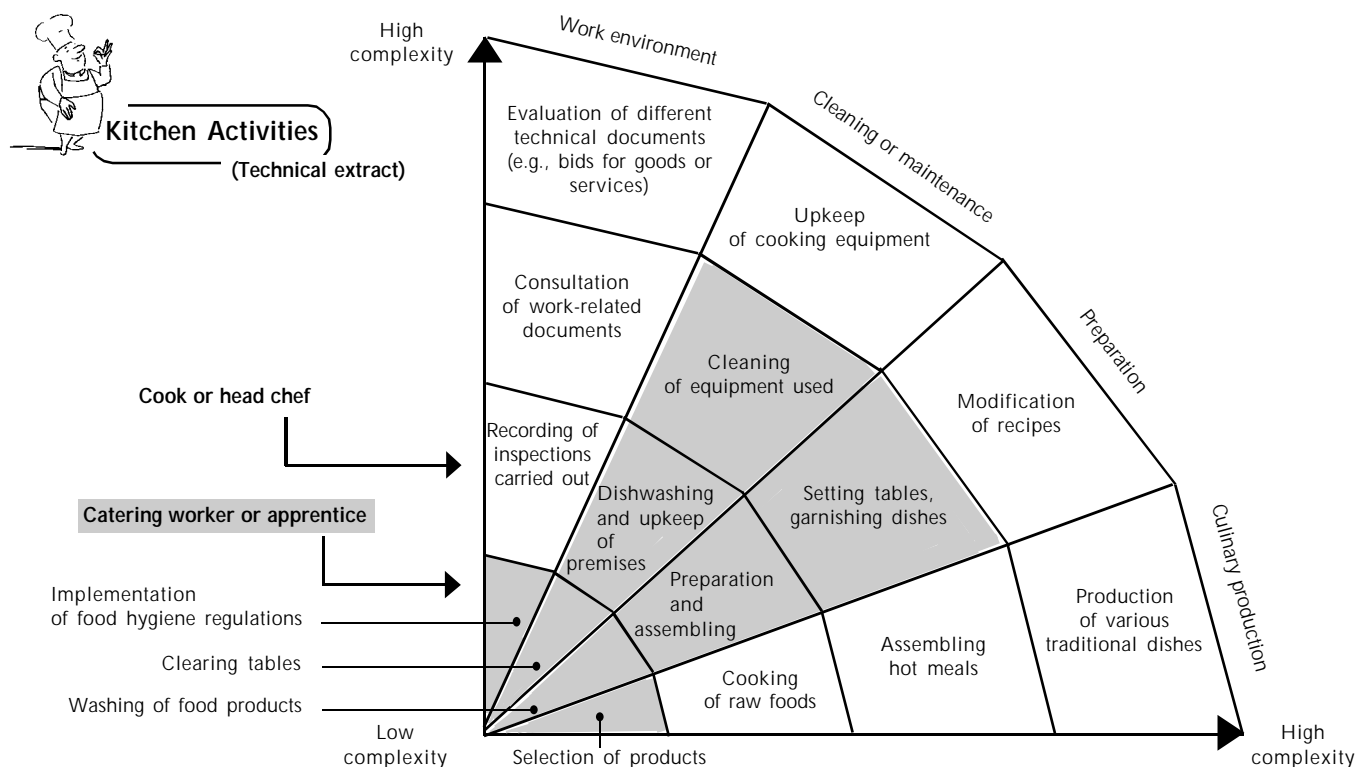 Kitchen Activities
(Technical extract)
High
complexity
Work environment
Cleaning or maintenance
Preparation
Culinary production
Evaluation of different
technical documents
(e.g., bids for goods or
services)
Upkeep
of cooking equipment
Consultation
of work-related
documents
Cleaning
of equipment used
Modification
of recipes
Cook or head chef
Recording of
inspections
carried out
Dishwashing
and upkeep
of
premises
Setting tables,
garnishing dishes
Catering worker or apprentice
Preparation
and
assembling
Production
of various
traditional dishes
Implementation
of food hygiene regulations
Assembling
hot meals
Clearing tables
Cooking
of raw foods
Washing of food products
Low
complexity
Selection of products
High
complexity